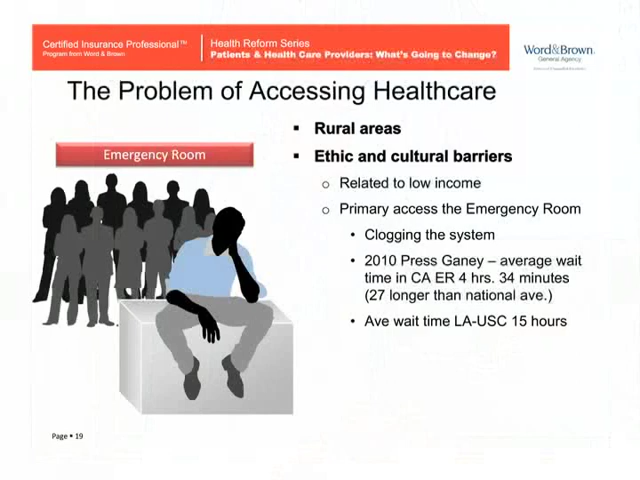 Certified Insurance Professional™
Program from Word & Brown
Health Reform Series
Patients & Health Care Providers: What's Going to Change?
Word&Brown.
General Agency
The Problem of Accessing Healthcare
Emergency Room
▪ Rural areas
▪ Ethic and cultural barriers
o Related to low income
o Primary access the Emergency Room
• Clogging the system
• 2010 Press Ganey – average wait
time in CA ER 4 hrs. 34 minutes
(27 longer than national ave.)
• Ave wait time LA-USC 15 hours
Page ▪ 19